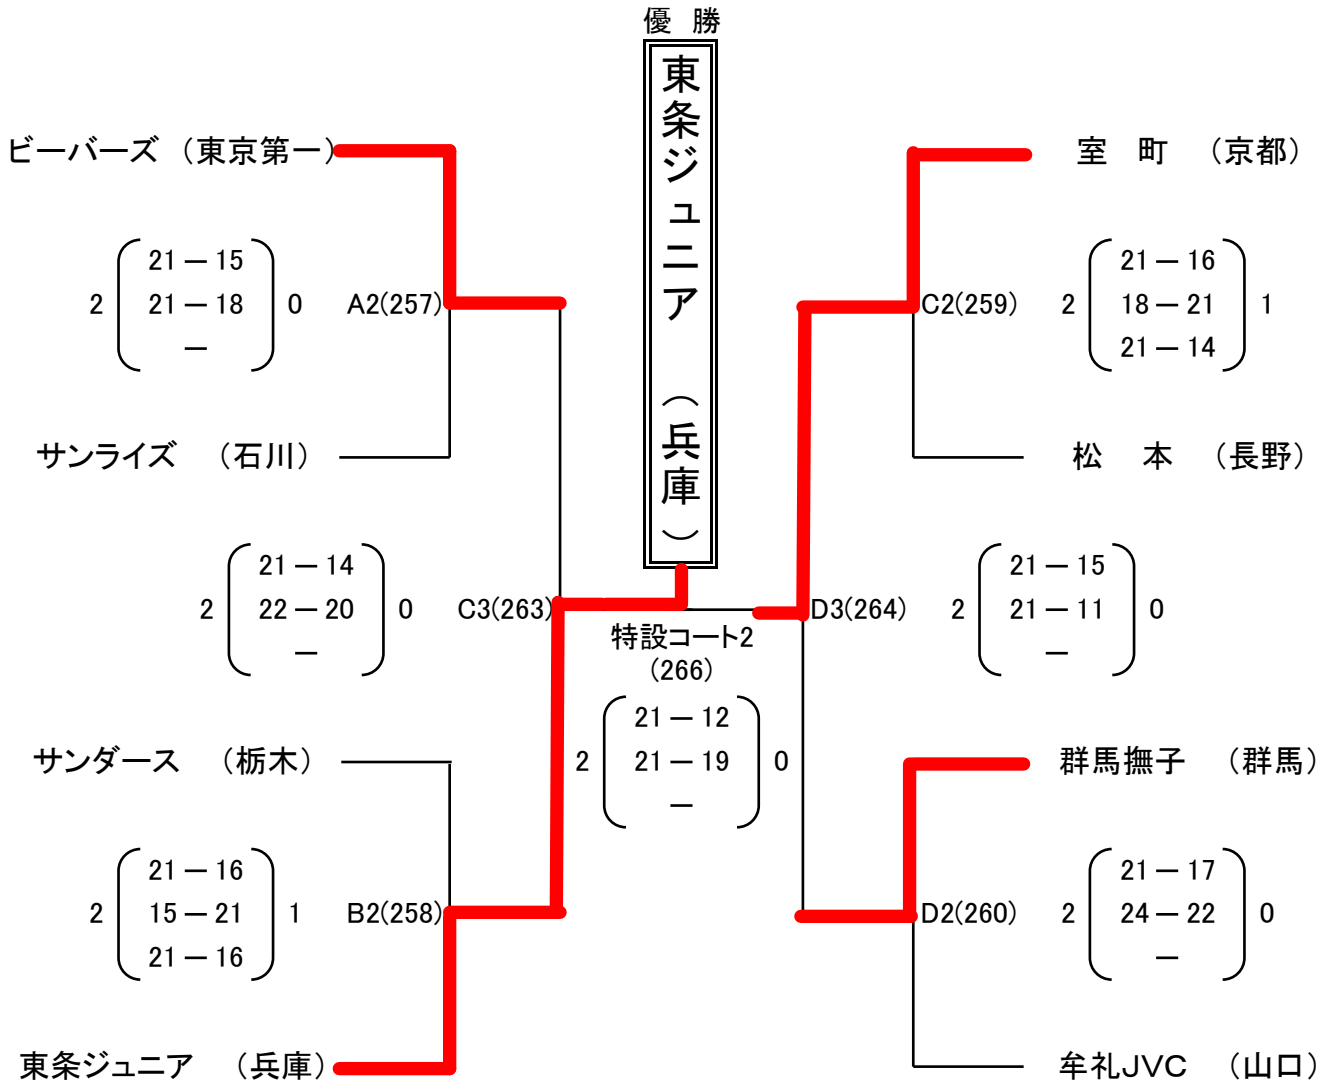 優 勝
東条ジュニア （兵庫）
ビーバーズ （東京第一）
21 － 15
2 21 － 18 0
－
A2(257)
サンライズ （石川）
21 － 14
2 22 － 20 0
－
C3(263)
サンダース （栃木）
21 － 16
2 15 － 21 1
21 － 16
B2(258)
東条ジュニア （兵庫）
特設コート2
(266)
21 － 12
2 21 － 19 0
－
室 町 （京都）
C2(259)
21 － 16
2 18 － 21 1
21 － 14
松 本 （長野）
D3(264)
21 － 15
2 21 － 11 0
－
群馬撫子 （群馬）
D2(260)
21 － 17
2 24 － 22 0
－
牟礼JVC （山口）